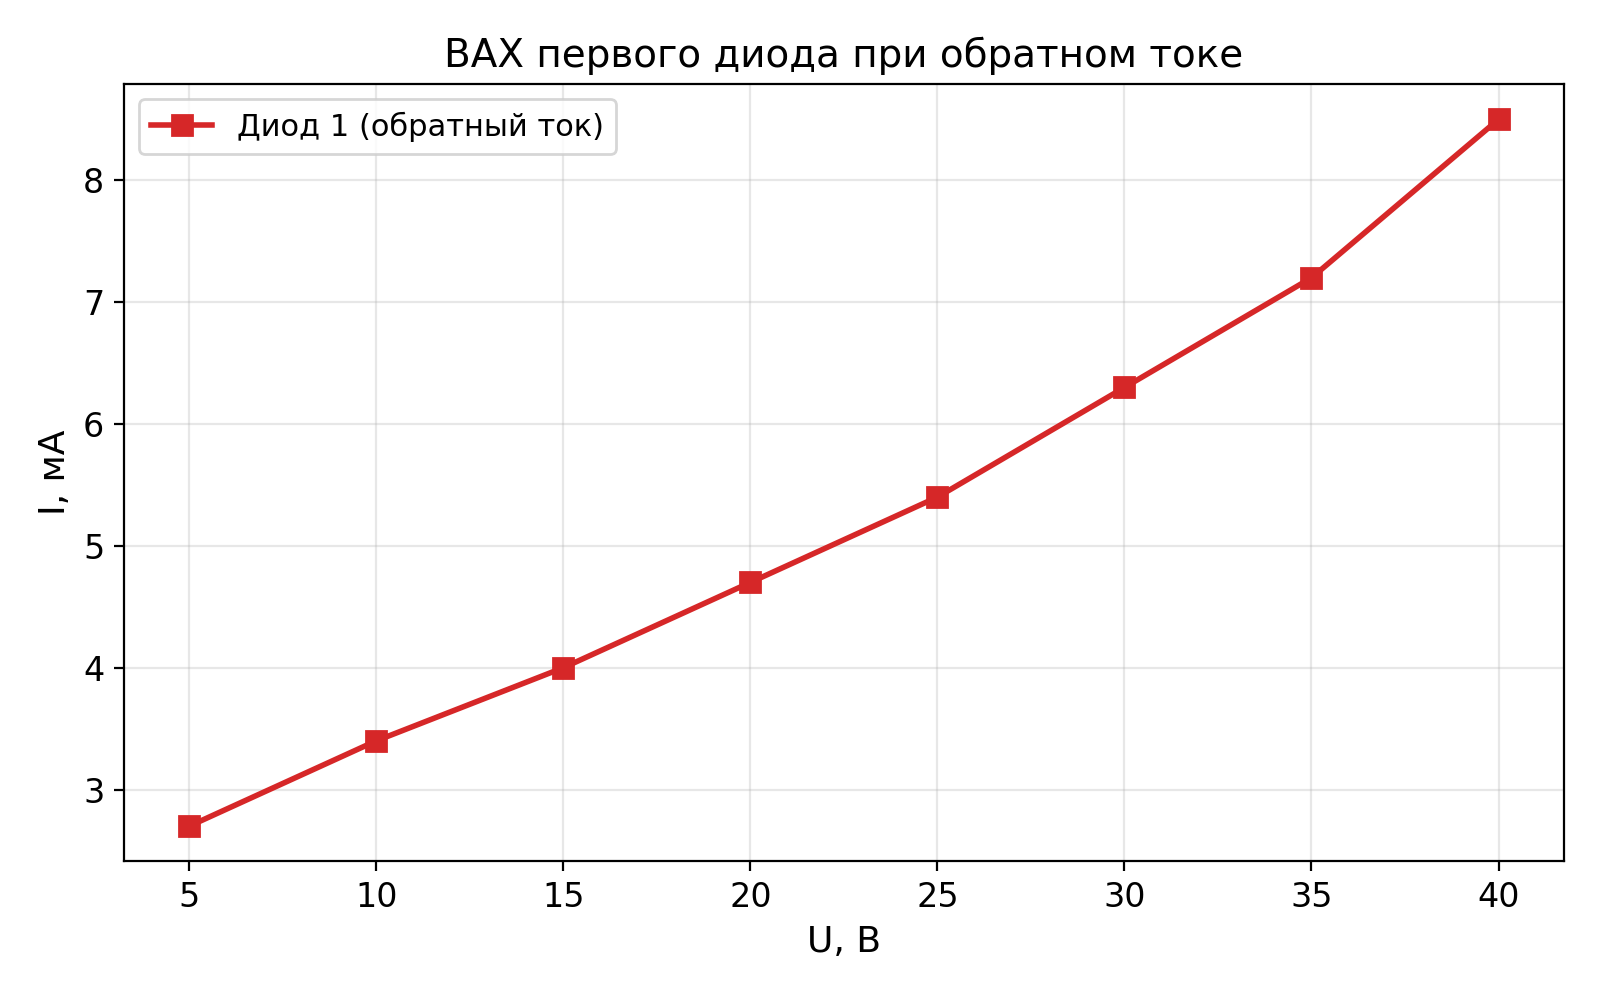 ВАХ первого диода при обратном токе
Диод 1 (обратный ток)
I, мА
8
7
6
5
4
3
5 10 15 20 25 30 35 40
U, В